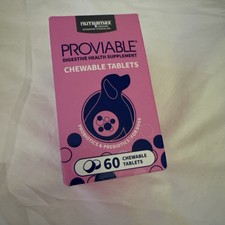 nutramax
PROVIABLE®
DIGESTIVE HEALTH SUPPLEMENT
CHEWABLE TABLETS
PROBIOTICS & PREBIOTICS FOR DOGS
60 CHEWABLE
TABLETS